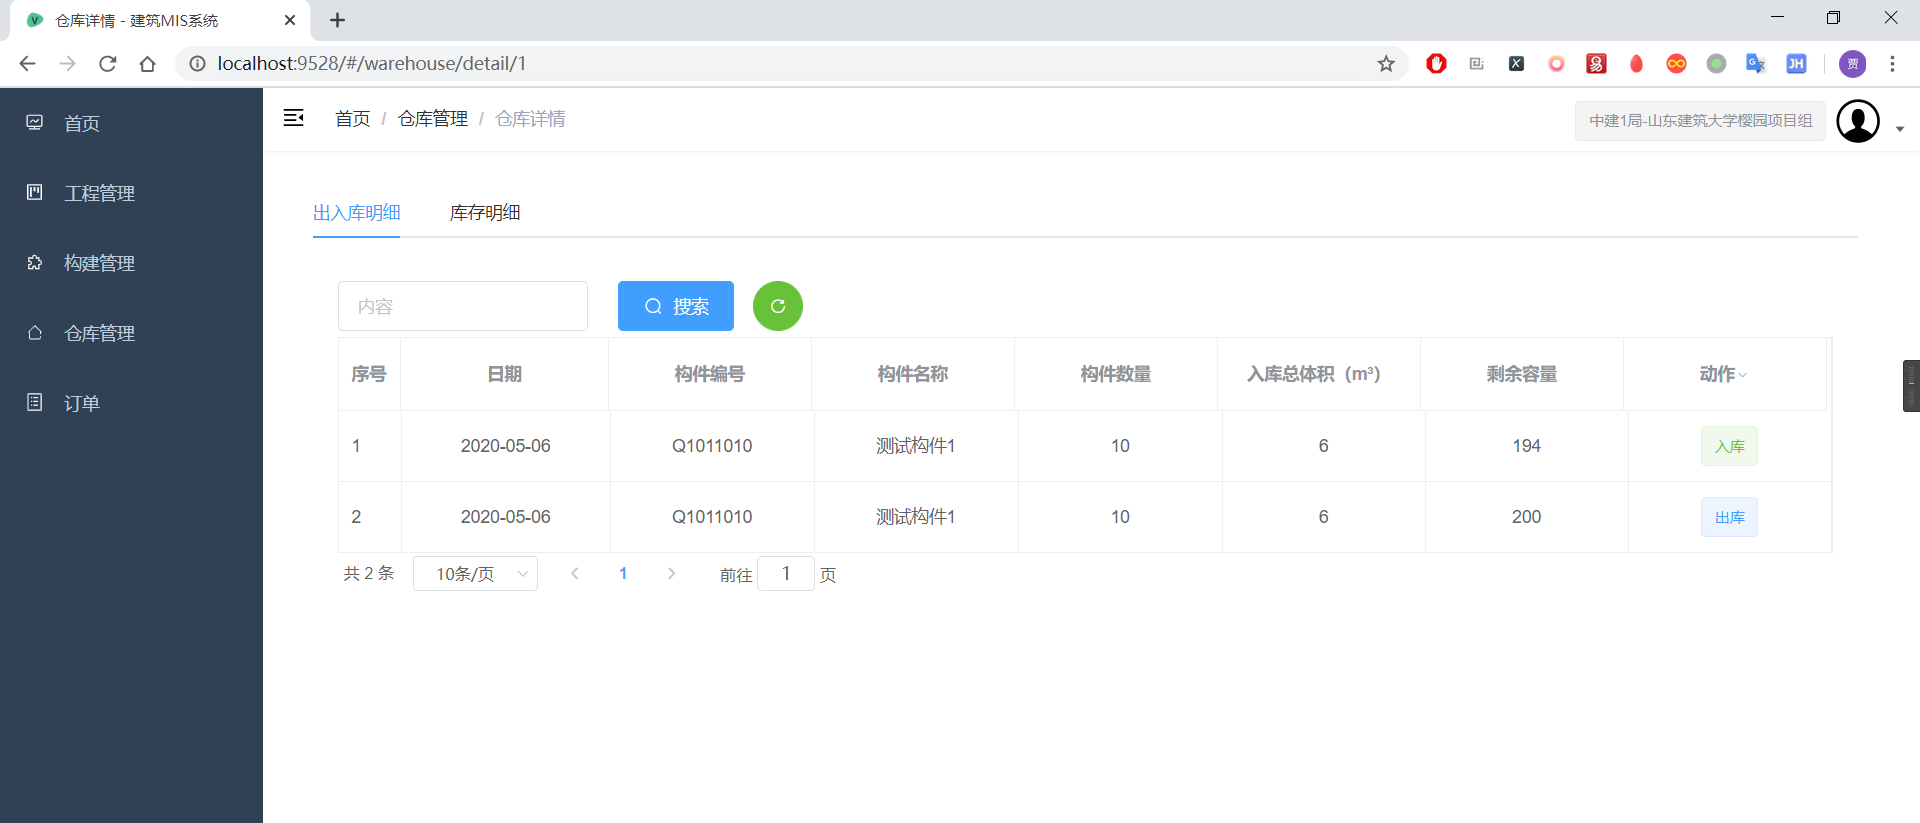 仓库详情 - 建筑MIS系统
localhost:9528/#/warehouse/detail/1
JH
贾
首页
工程管理
构建管理
仓库管理
订单
首页 / 仓库管理 / 仓库详情
中建1局-山东建筑大学樱园项目组
出入库明细 库存明细
内容 搜索
序号 日期 构件编号 构件名称 构件数量 入库总体积（m³） 剩余容量 动作
1 2020-05-06 Q1011010 测试构件1 10 6 194 入库
2 2020-05-06 Q1011010 测试构件1 10 6 200 出库
共 2 条 10条/页 1 前往 1 页